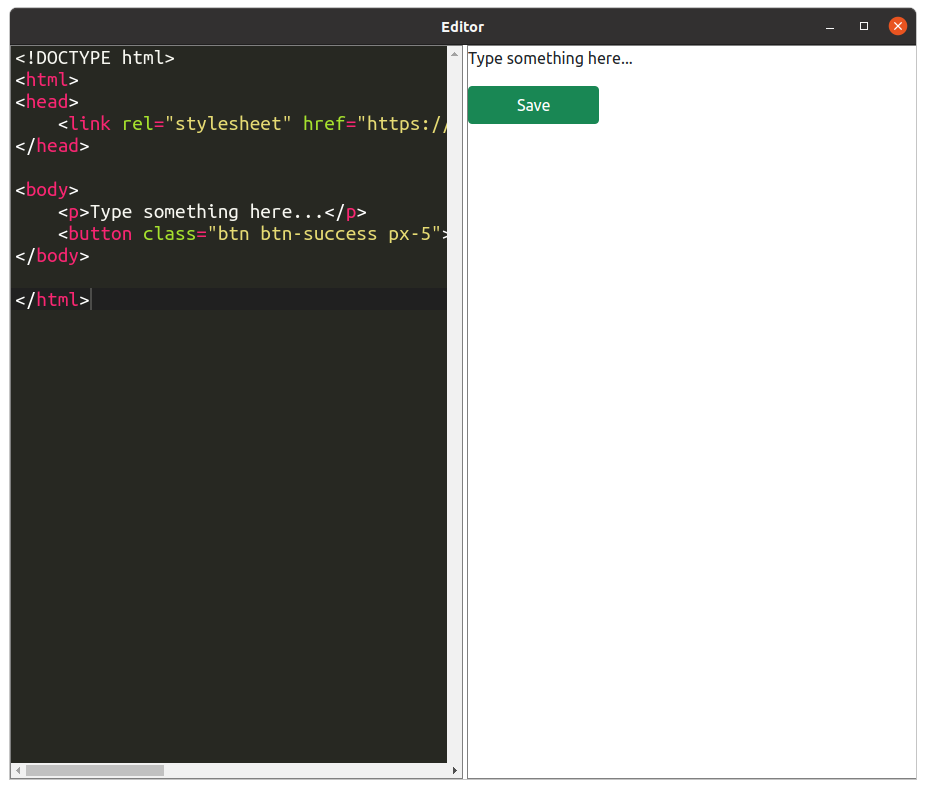 Editor
<!DOCTYPE html>
<html>
<head>
    <link rel="stylesheet" href="https://
</head>
<body>
    <p>Type something here...</p>
    <button class="btn btn-success px-5">
</body>
</html>
Type something here...
Save